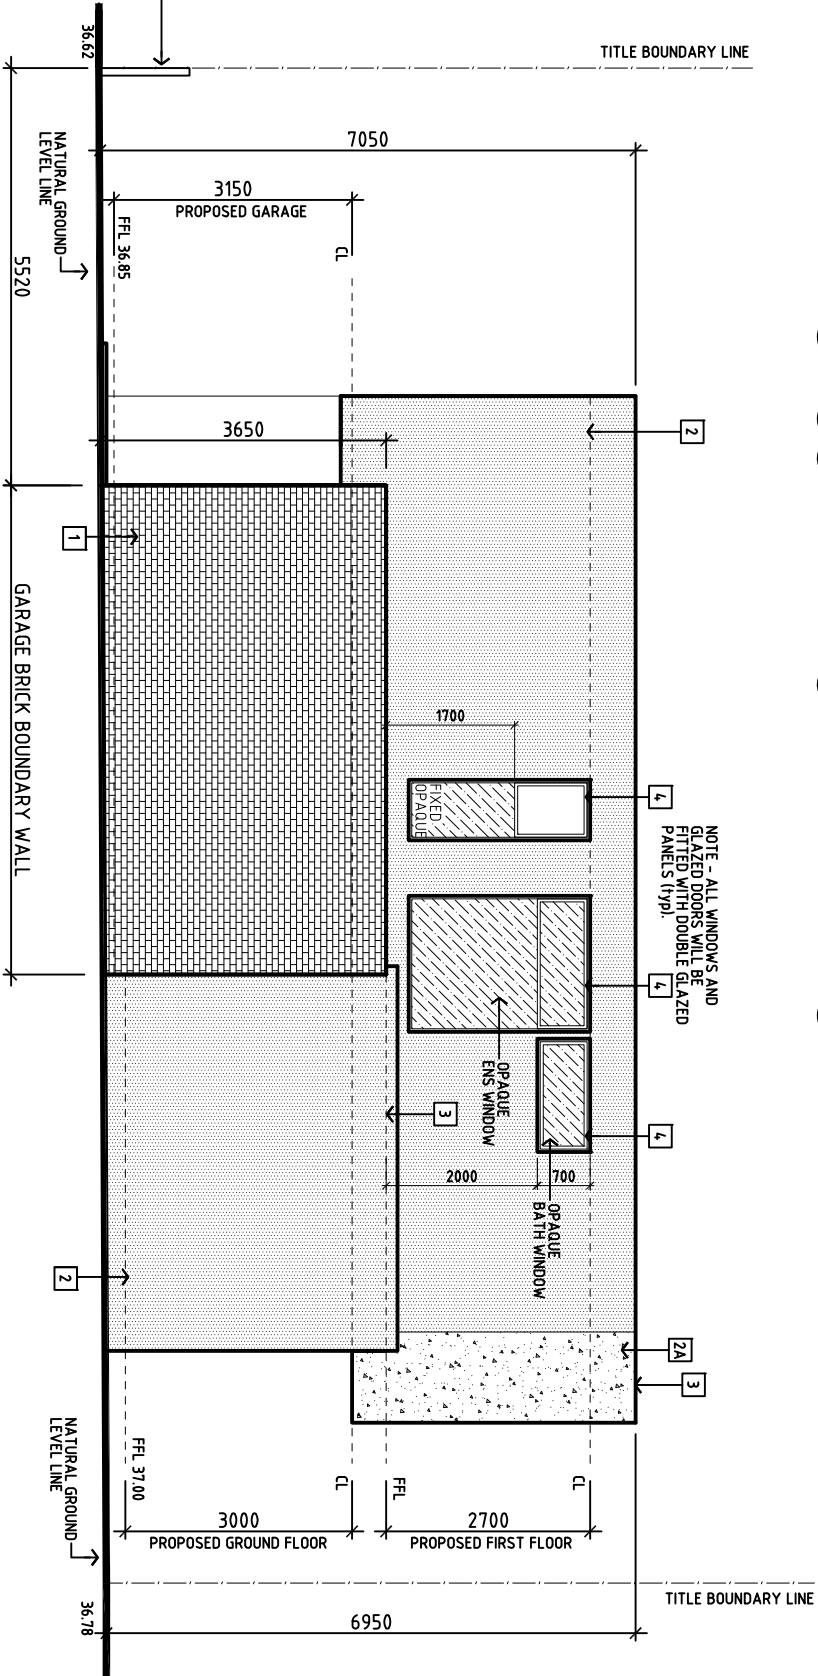 TITLE BOUNDARY LINE
36.62
7050
3150
PROPOSED GARAGE
NATURAL GROUND
LEVEL LINE
FFL 36.85
CL
5520
2
3650
1
GARAGE BRICK BOUNDARY WALL
1700
4
FIXED
OPAQUE
NOTE - ALL WINDOWS AND
GLAZED DOORS WILL BE
FITTED WITH DOUBLE GLAZED
PANELS (typ).
4
OPAQUE
ENS WINDOW
3
4
2000
700
OPAQUE
BATH WINDOW
2
2A
3
NATURAL GROUND
LEVEL LINE
FFL 37.00
CL
FFL
CL
3000
PROPOSED GROUND FLOOR
2700
PROPOSED FIRST FLOOR
TITLE BOUNDARY LINE
36.78
6950